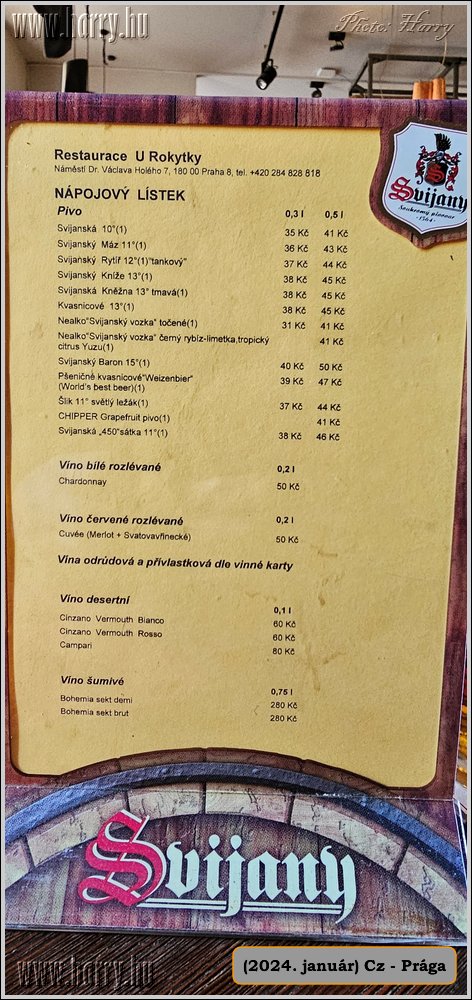 www.horry.hu
Photo: Harry
Svijany
Soukromý pivovar
1564
Restaurace U Rokytky
Náměstí Dr. Václava Holého 7, 180 00 Praha 8, tel. +420 284 828 818
NÁPOJOVÝ LÍSTEK
Pivo 0,3 l 0,5 l
Svijanská 10°(1) 35 Kč 41 Kč
Svijanský Máz 11°(1) 36 Kč 43 Kč
Svijanský Rytíř 12°(1)"tankový" 37 Kč 44 Kč
Svijanský Kníže 13°(1) 38 Kč 45 Kč
Svijanská Kněžna 13° tmavá(1) 38 Kč 45 Kč
Kvasnicové 13°(1) 38 Kč 45 Kč
Nealko"Svijanský vozka" točené(1) 31 Kč 41 Kč
Nealko"Svijanský vozka" černý rybíz-limetka,tropický 41 Kč
citrus Yuzu(1)
Svijanský Baron 15°(1) 40 Kč 50 Kč
Pšeničné kvasnicové"Weizenbier" 39 Kč 47 Kč
(World's best beer)(1)
Šlik 11° světlý ležák(1) 37 Kč 44 Kč
CHIPPER Grapefruit pivo(1) 41 Kč
Svijanská „450"sátka 11°(1) 38 Kč 46 Kč
Víno bílé rozlévané 0,2 l
Chardonnay 50 Kč
Víno červené rozlévané 0,2 l
Cuvée (Merlot + Svatovavřinecké) 50 Kč
Vína odrůdová a přívlastková dle vinné karty
Víno desertní 0,1 l
Cinzano Vermouth Bianco 60 Kč
Cinzano Vermouth Rosso 60 Kč
Campari 80 Kč
Víno šumivé 0,75 l
Bohemia sekt demi 280 Kč
Bohemia sekt brut 280 Kč
Svijany
www.horry.hu
(2024. január) Cz - Prága